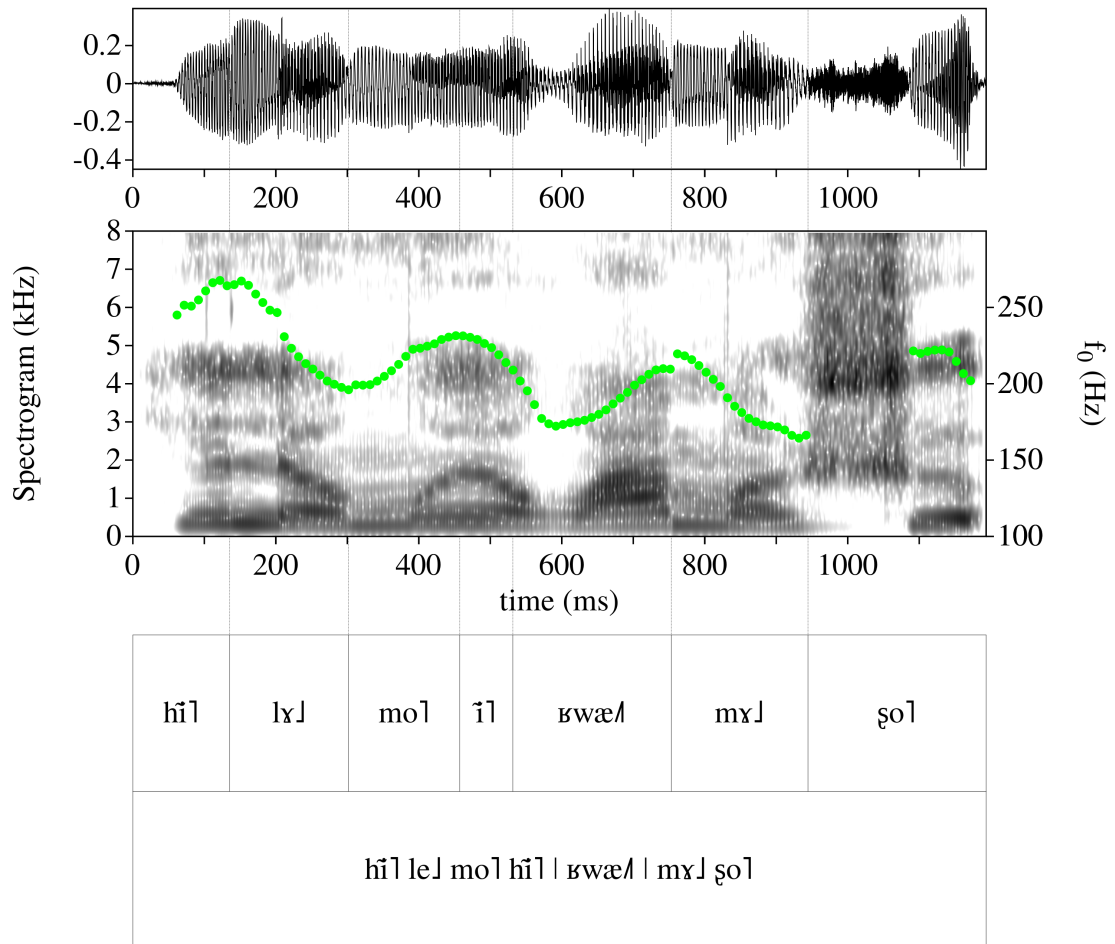 0.2
0
-0.2
-0.4
0 200 400 600 800 1000
8
7
6
5
4
3
2
1
0
Spectrogram (kHz)
250
200
150
100
f0 (Hz)
0 200 400 600 800 1000
time (ms)
hĩ˥ lɤ˩ mo˥ ĩ˥ ʁwæ˩˥ mɤ˩ ʂo˥
hĩ˥ le˩ mo˥ hĩ˥ | ʁwæ˩˥ | mɤ˩ ʂo˥